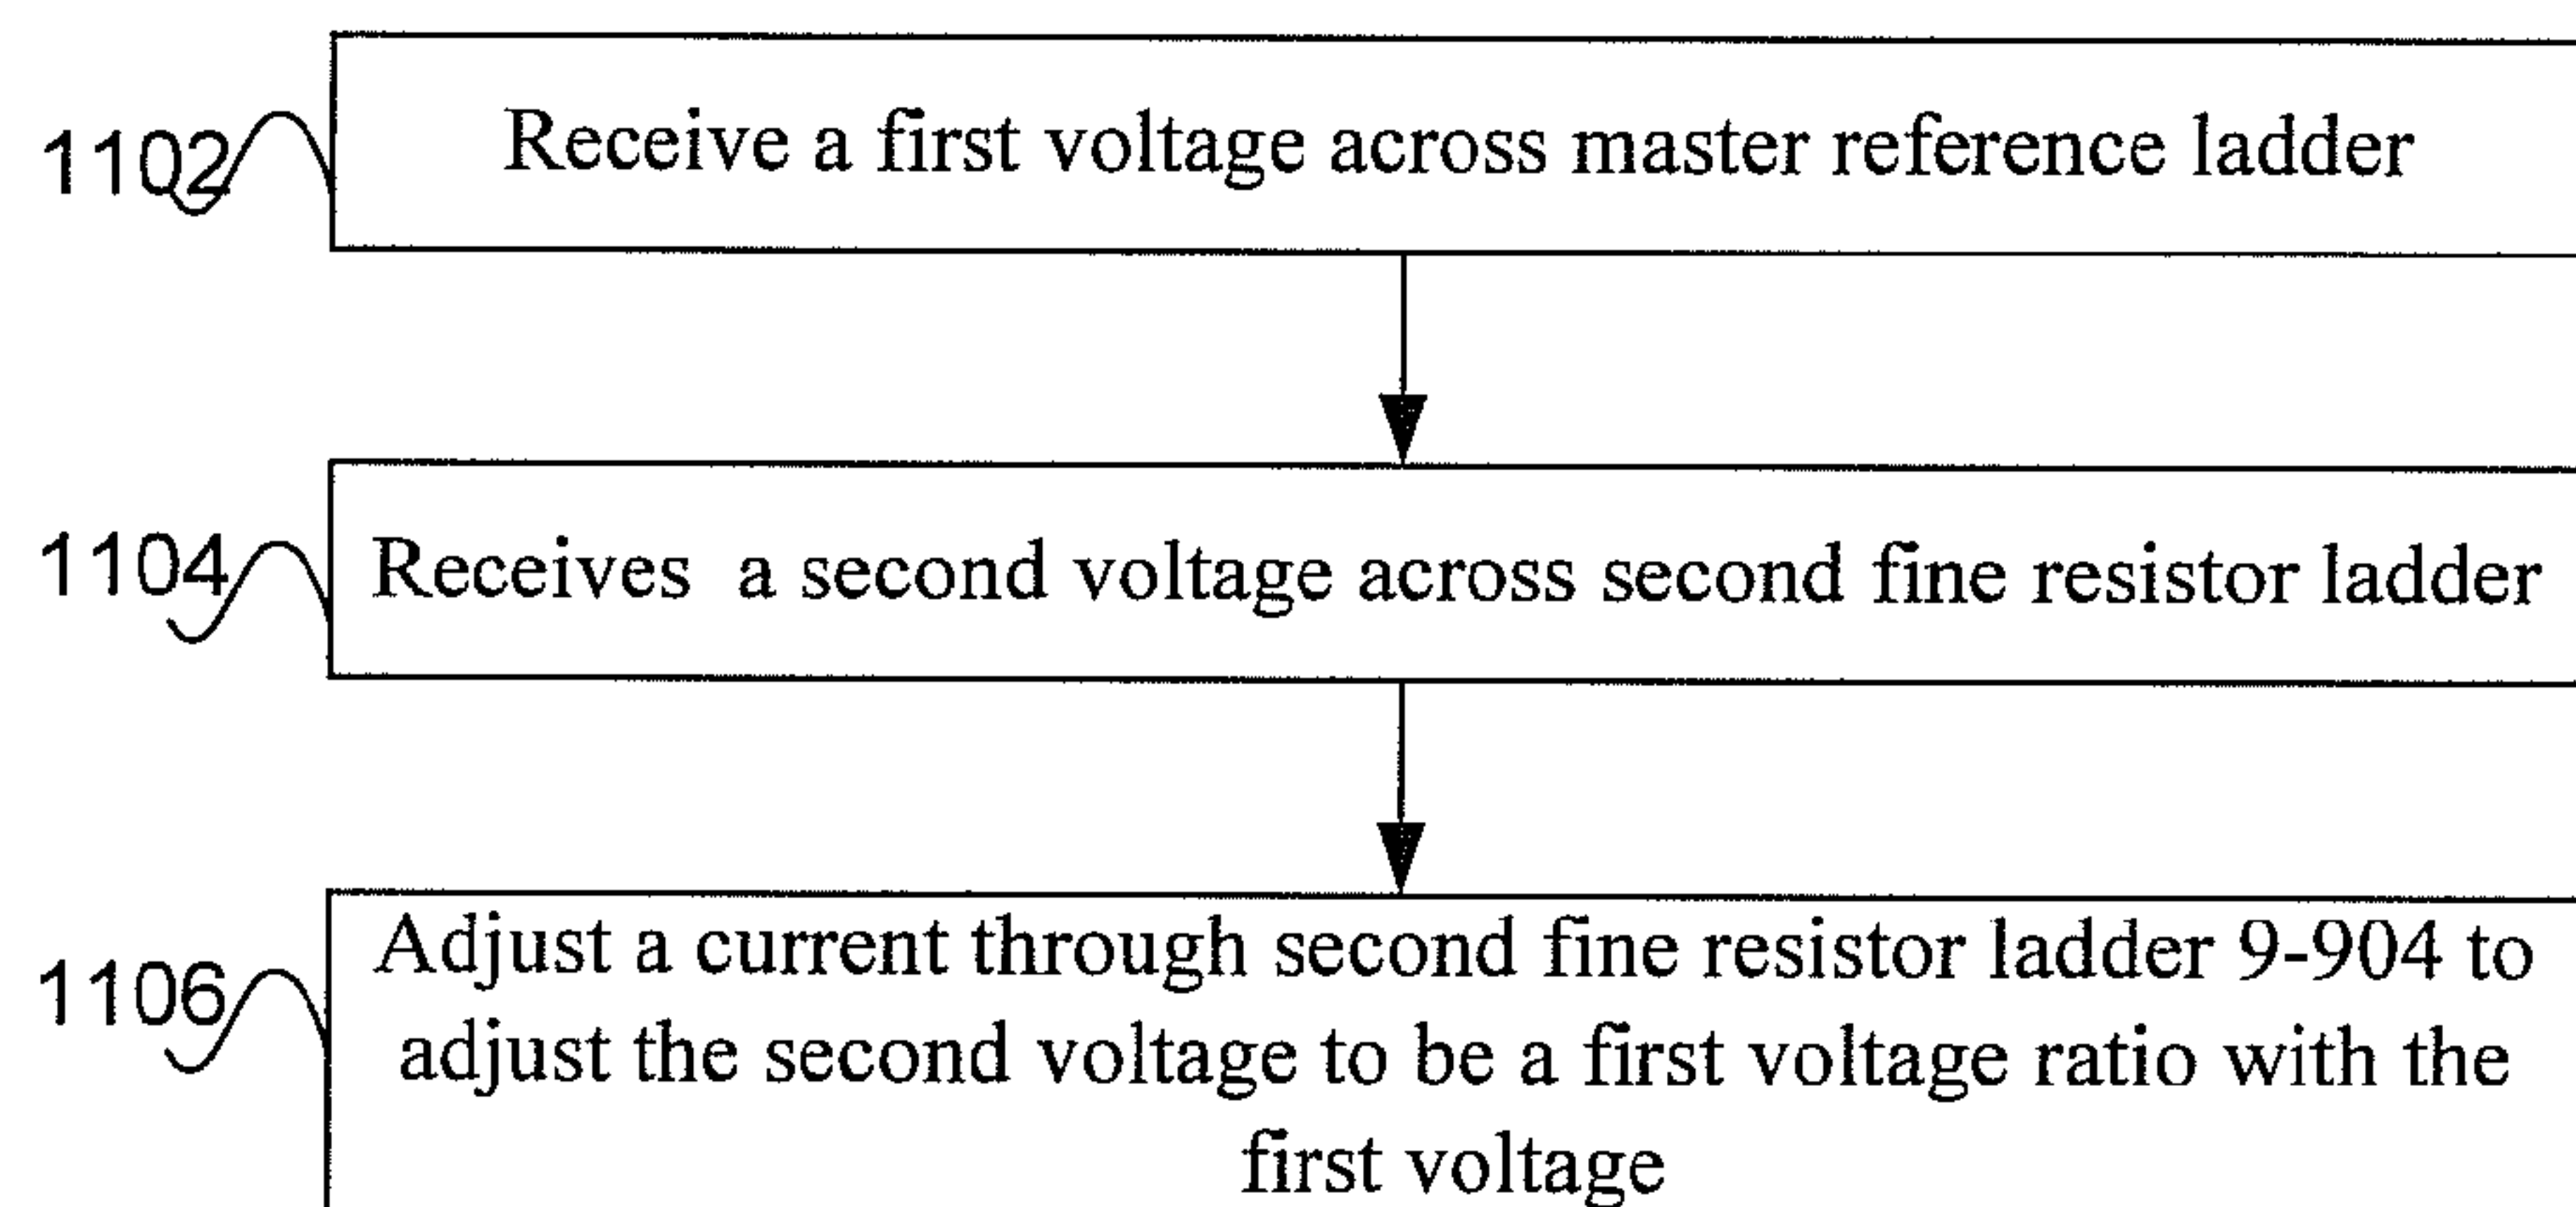 1102
Receive a first voltage across master reference ladder
1104
Receives a second voltage across second fine resistor ladder
1106
Adjust a current through second fine resistor ladder 9-904 to
adjust the second voltage to be a first voltage ratio with the
first voltage